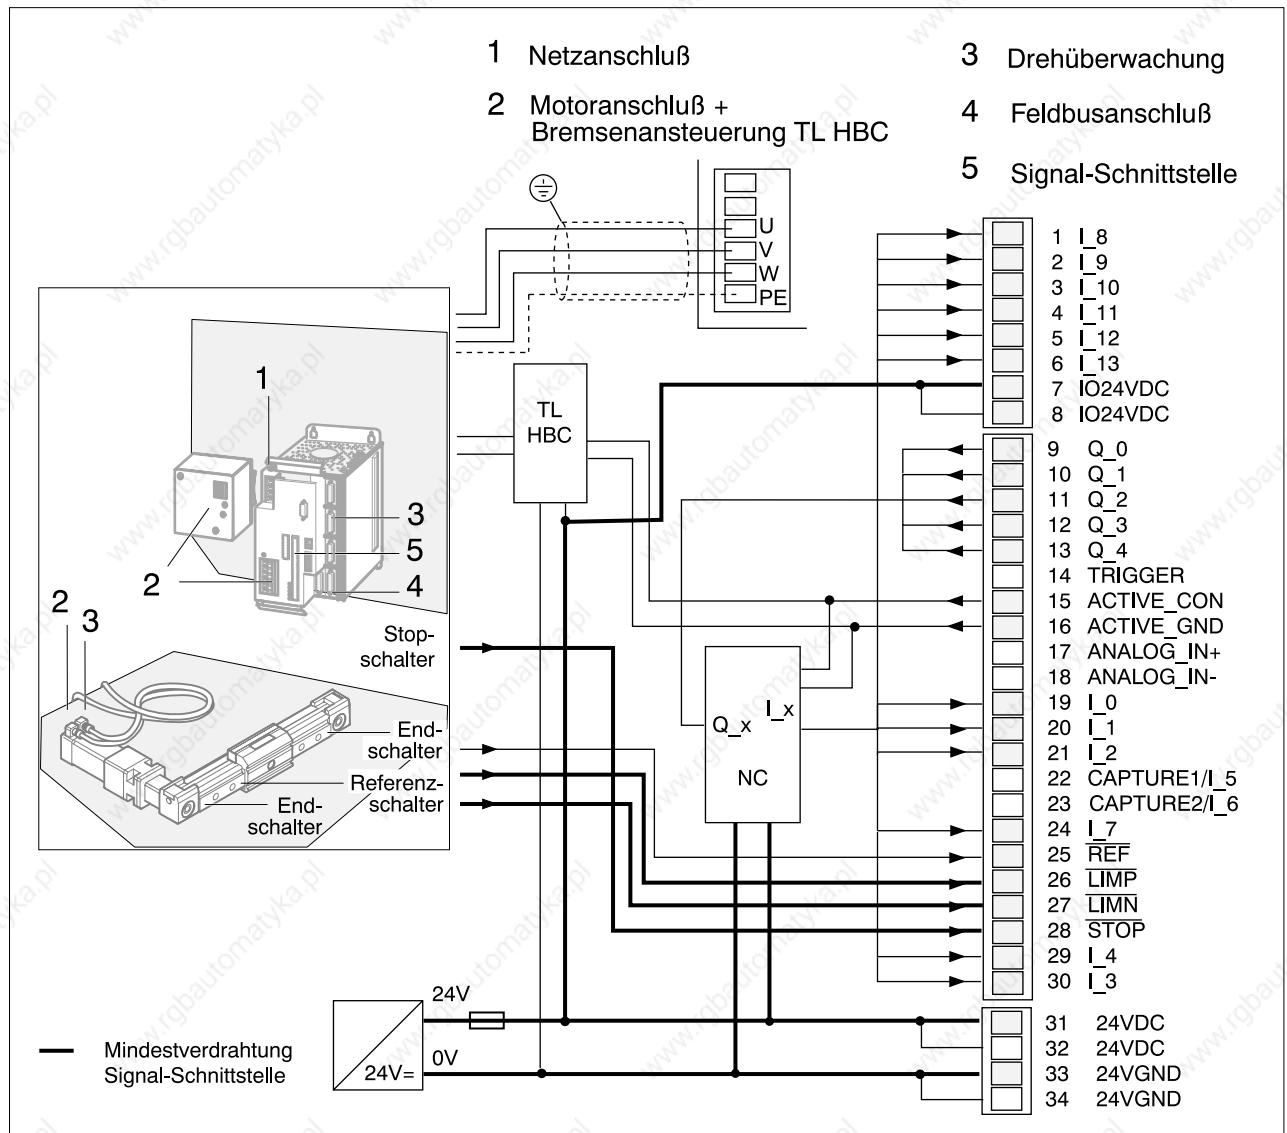 1 Netzanschluß
2 Motoranschluß +
Bremsenansteuerung TL HBC
3 Drehüberwachung
4 Feldbusanschluß
5 Signal-Schnittstelle
U
V
W
PE
TL
HBC
1
2
3
5
4
2
3
Stop-
schalter
End-
schalter
Referenz-
schalter
End-
schalter
Q_x
I_x
NC
1 I_8
2 I_9
3 I_10
4 I_11
5 I_12
6 I_13
7 IO24VDC
8 IO24VDC
9 Q_0
10 Q_1
11 Q_2
12 Q_3
13 Q_4
14 TRIGGER
15 ACTIVE_CON
16 ACTIVE_GND
17 ANALOG_IN+
18 ANALOG_IN-
19 I_0
20 I_1
21 I_2
22 CAPTURE1/I_5
23 CAPTURE2/I_6
24 I_7
25 REF
26 LIMP
27 LIMN
28 STOP
29 I_4
30 I_3
31 24VDC
32 24VDC
33 24VGND
34 24VGND
24V
0V
24V=
Mindestverdrahtung
Signal-Schnittstelle
www.rgbautomatyka.pl